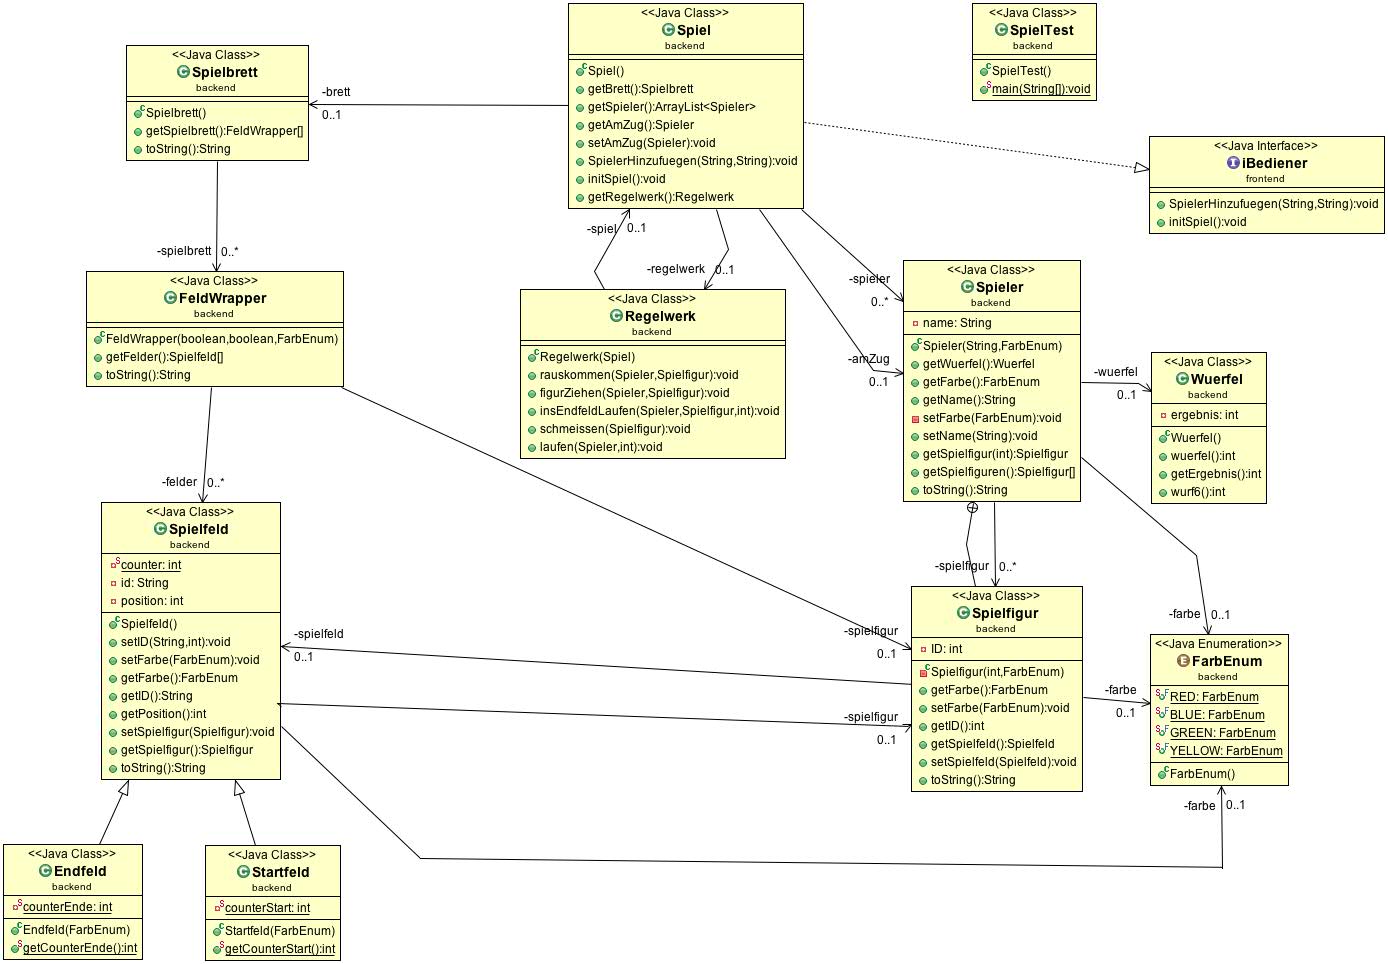 <<Java Class>>
Spielbrett
backend
Spielbrett()
getSpielbrett():FeldWrapper[]
toString():String
-brett
0..1
<<Java Class>>
Spiel
backend
Spiel()
getBrett():Spielbrett
getSpieler():ArrayList<Spieler>
getAmZug():Spieler
setAmZug(Spieler):void
SpielerHinzufuegen(String,String):void
initSpiel():void
getRegelwerk():Regelwerk
<<Java Class>>
SpielTest
backend
SpielTest()
main(String[]):void
<<Java Interface>>
iBediener
frontend
SpielerHinzufuegen(String,String):void
initSpiel():void
-spielbrett
0..*
-spiel
0..1
-regelwerk
0..1
-spieler
0..*
-amZug
0..1
<<Java Class>>
FeldWrapper
backend
FeldWrapper(boolean,boolean,FarbEnum)
getFelder():Spielfeld[]
toString():String
<<Java Class>>
Regelwerk
backend
Regelwerk(Spiel)
rauskommen(Spieler,Spielfigur):void
figurZiehen(Spieler,Spielfigur):void
insEndfeldLaufen(Spieler,Spielfigur,int):void
schmeissen(Spielfigur):void
laufen(Spieler,int):void
<<Java Class>>
Spieler
backend
name: String
Spieler(String,FarbEnum)
getWuerfel():Wuerfel
getFarbe():FarbEnum
getName():String
setFarbe(FarbEnum):void
setName(String):void
getSpielfigur(int):Spielfigur
getSpielfiguren():Spielfigur[]
toString():String
-wuerfel
0..1
<<Java Class>>
Wuerfel
backend
ergebnis: int
Wuerfel()
wuerfel():int
getErgebnis():int
wurf6():int
-felder
0..*
<<Java Class>>
Spielfeld
backend
counter: int
id: String
position: int
Spielfeld()
setID(String,int):void
setFarbe(FarbEnum):void
getFarbe():FarbEnum
getID():String
getPosition():int
setSpielfigur(Spielfigur):void
getSpielfigur():Spielfigur
toString():String
-spielfeld
0..1
-spielfigur
0..*
-spielfigur
0..1
-spielfigur
0..1
<<Java Class>>
Spielfigur
backend
ID: int
Spielfigur(int,FarbEnum)
getFarbe():FarbEnum
setFarbe(FarbEnum):void
getID():int
getSpielfeld():Spielfeld
setSpielfeld(Spielfeld):void
toString():String
-farbe
0..1
-farbe
0..1
<<Java Enumeration>>
FarbEnum
backend
RED: FarbEnum
BLUE: FarbEnum
GREEN: FarbEnum
YELLOW: FarbEnum
FarbEnum()
-farbe
0..1
<<Java Class>>
Endfeld
backend
counterEnde: int
Endfeld(FarbEnum)
getCounterEnde():int
<<Java Class>>
Startfeld
backend
counterStart: int
Startfeld(FarbEnum)
getCounterStart():int